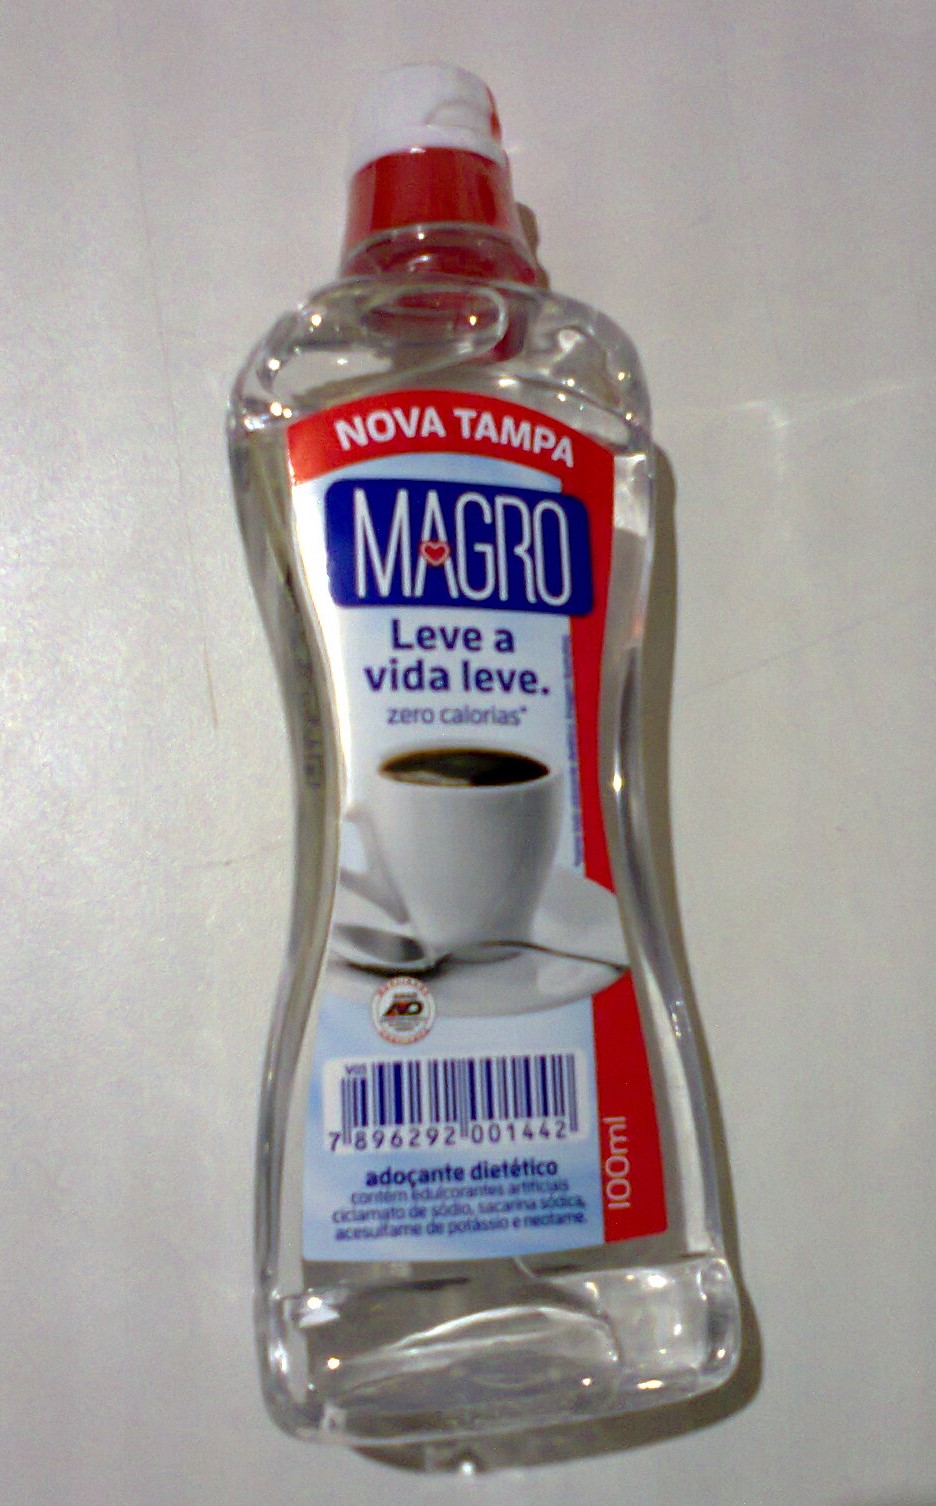 NOVA TAMPA
MAGRO
Leve a
vida leve.
zero calorias*
V05
7 896292 001442
adoçante dietético
contém edulcorantes artificiais
ciclamato de sódio, sacarina sódica,
acesulfame de potássio e neotame.
100ml